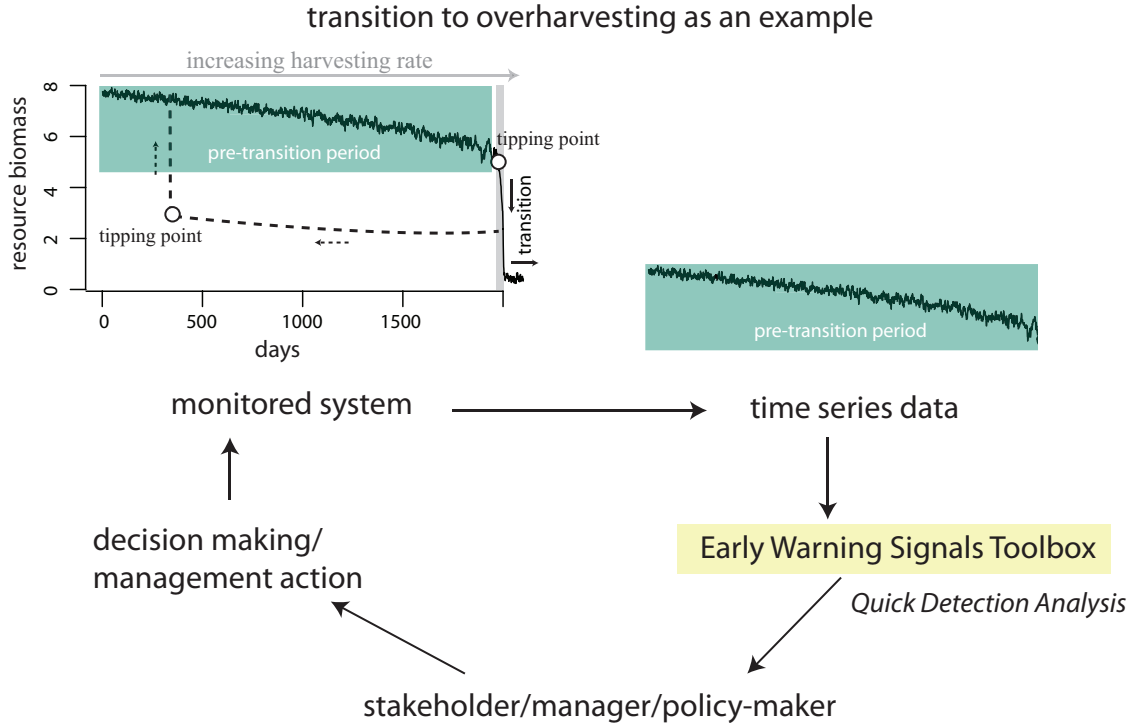 transition to overharvesting as an example
increasing harvesting rate
8
6
4
2
0
resource biomass
pre-transition period
tipping point
tipping point
transition
0
500
1000
1500
days
pre-transition period
monitored system
time series data
decision making/
management action
Early Warning Signals Toolbox
Quick Detection Analysis
stakeholder/manager/policy-maker